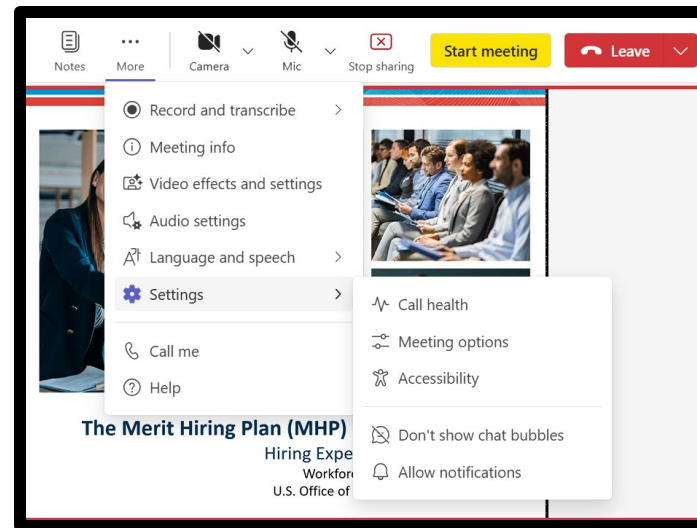 Notes
More
Camera
Mic
Stop sharing
Start meeting
Leave
Record and transcribe
Meeting info
Video effects and settings
Audio settings
Language and speech
Settings
Call me
Help
Call health
Meeting options
Accessibility
Don't show chat bubbles
Allow notifications
The Merit Hiring Plan (MHP)
Hiring
U.S. Office of